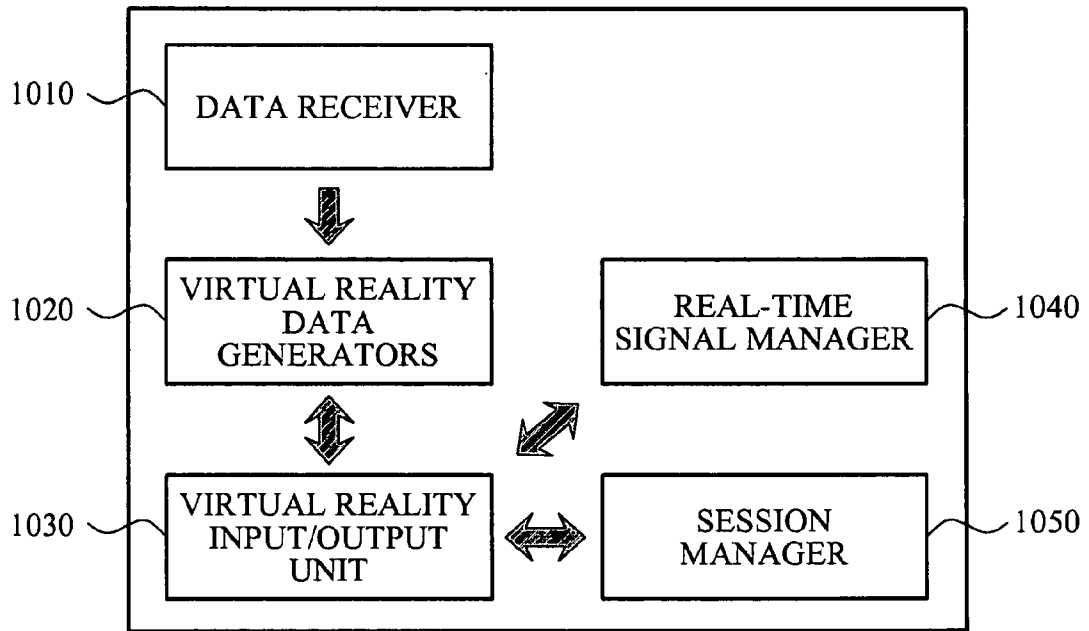 1010
DATA RECEIVER
1020
VIRTUAL REALITY
DATA
GENERATORS
REAL-TIME
SIGNAL MANAGER
1040
1030
VIRTUAL REALITY
INPUT/OUTPUT
UNIT
SESSION
MANAGER
1050